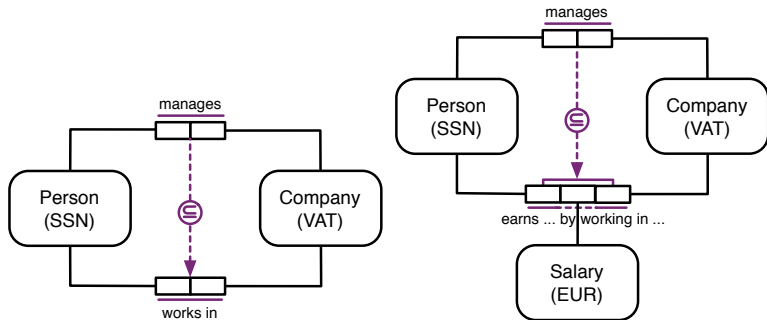 manages
Person
(SSN)
Company
(VAT)
⊆
works in
manages
Person
(SSN)
Company
(VAT)
⊆
earns ... by working in ...
Salary
(EUR)